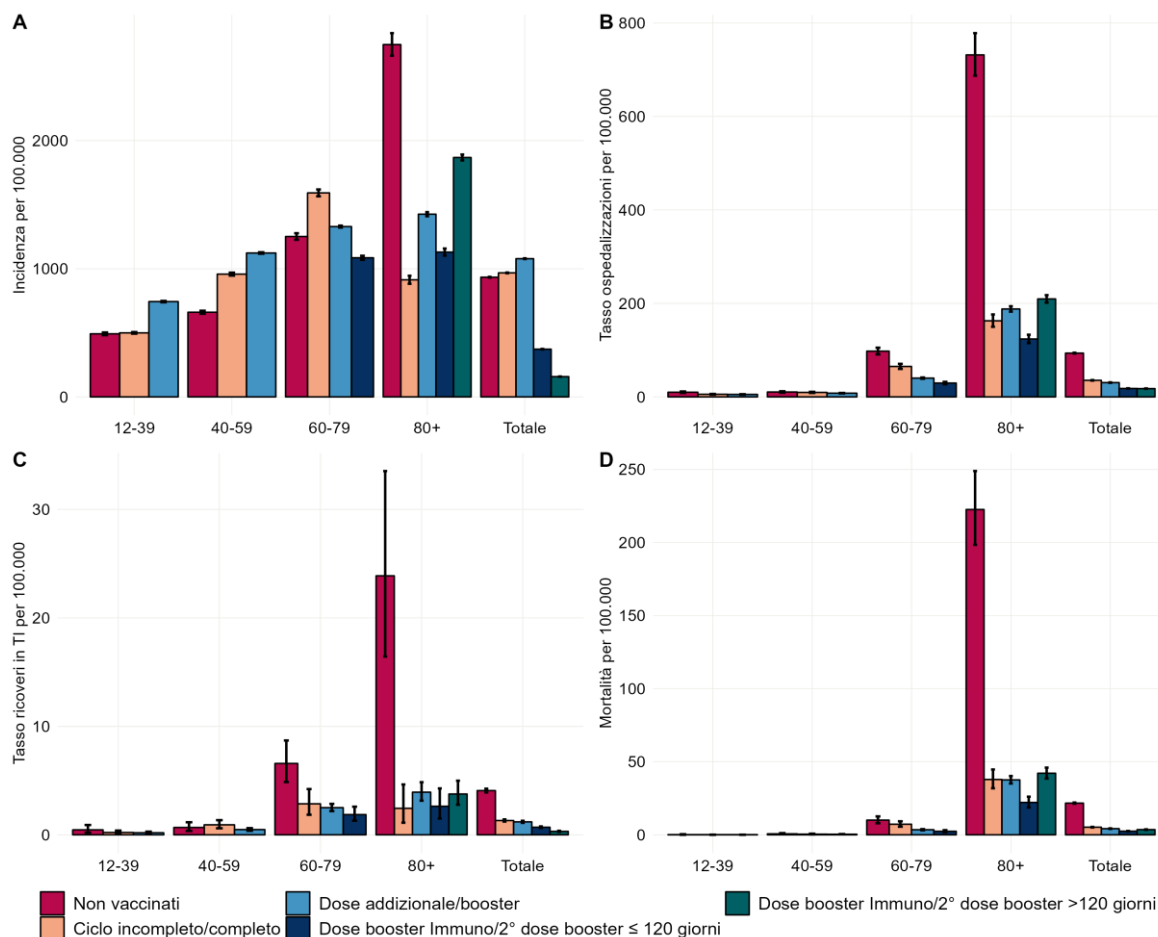 A
Incidenza per 100.000
2000
1000
0
12-39 40-59 60-79 80+ Totale
B
Tasso ospedalizzazioni per 100.000
800
600
400
200
0
12-39 40-59 60-79 80+ Totale
C
Tasso ricoveri in TI per 100.000
30
20
10
0
12-39 40-59 60-79 80+ Totale
D
Mortalità per 100.000
250
200
150
100
50
0
12-39 40-59 60-79 80+ Totale
Non vaccinati
Ciclo incompleto/completo
Dose addizionale/booster
Dose booster Immuno/2° dose booster ≤ 120 giorni
Dose booster Immuno/2° dose booster >120 giorni